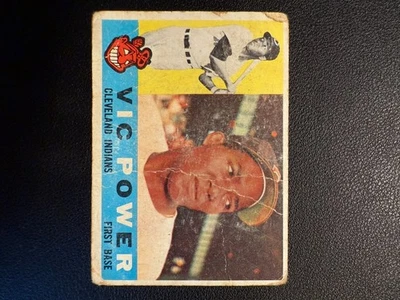 VIC POWER
CLEVELAND INDIANS
FIRST BASE